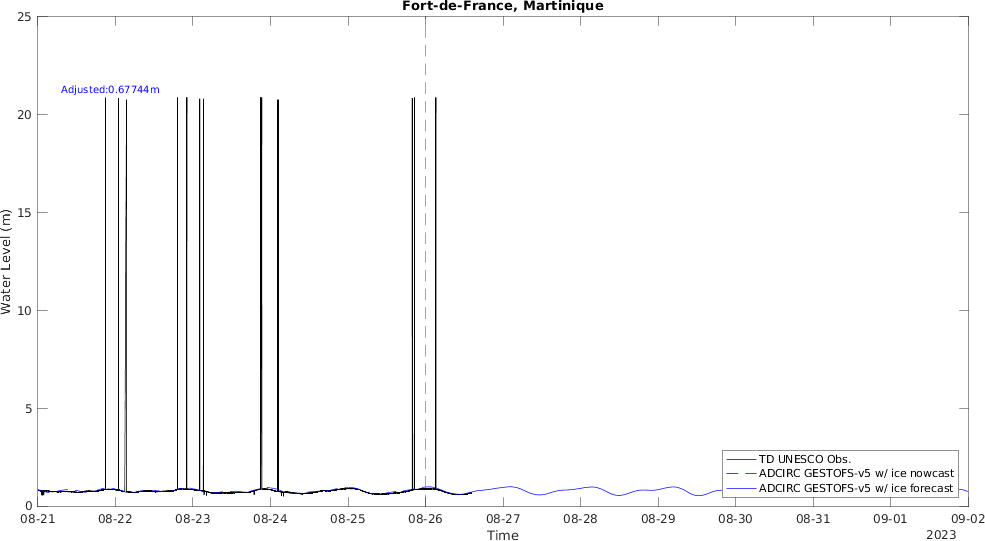 Fort-de-France, Martinique
25
20
15
10
5
0
Water Level (m)
Adjusted:0.67744m
TD UNESCO Obs.
ADCIRC GESTOFS-v5 w/ ice nowcast
ADCIRC GESTOFS-v5 w/ ice forecast
08-21 08-22 08-23 08-24 08-25 08-26 08-27 08-28 08-29 08-30 08-31 09-01 09-02
Time
2023